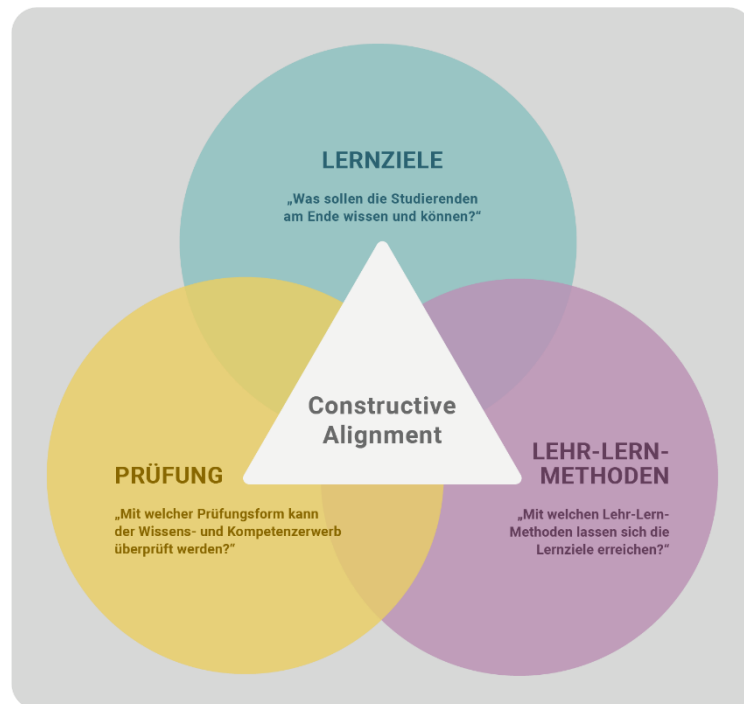 LERNZIELE
„Was sollen die Studierenden
am Ende wissen und können?“
Constructive
Alignment
PRÜFUNG
„Mit welcher Prüfungsform kann
der Wissens- und Kompetenzerwerb
überprüft werden?“
LEHR-LERN-
METHODEN
„Mit welchen Lehr-Lern-
Methoden lassen sich die
Lernziele erreichen?“